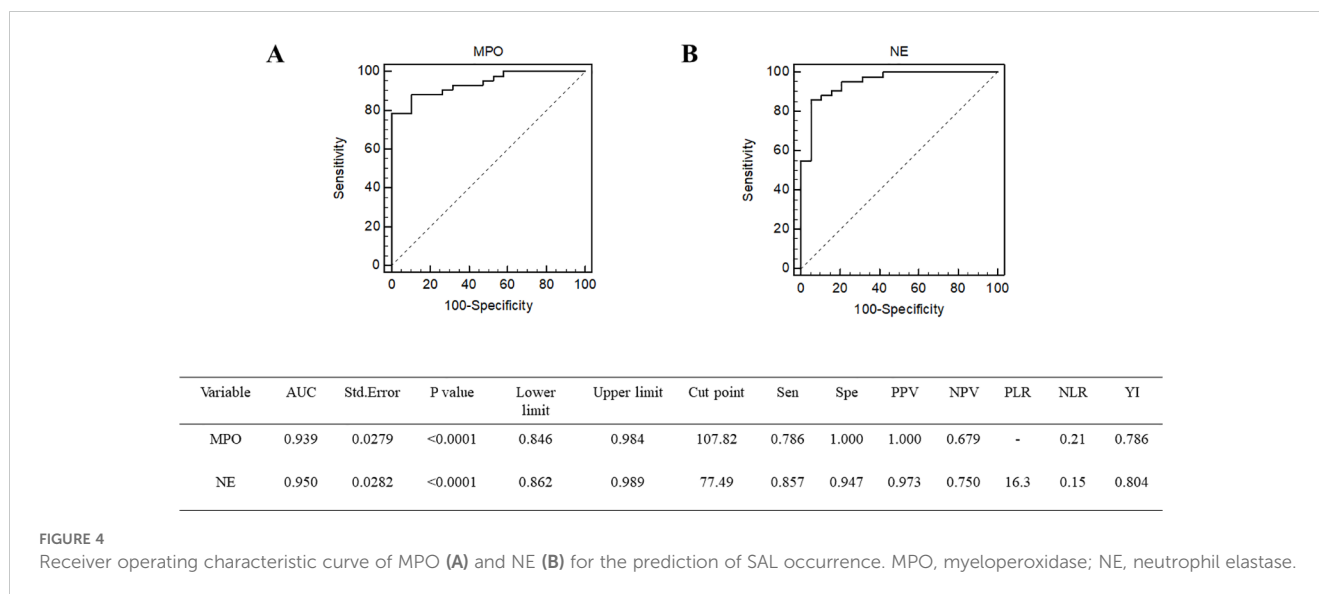 A
MPO
100
80
60
40
20
0
Sensitivity
0 20 40 60 80 100
100-Specificity
B
NE
100
80
60
40
20
0
Sensitivity
0 20 40 60 80 100
100-Specificity
Variable AUC Std.Error P value Lower limit Upper limit Cut point Sen Spe PPV NPV PLR NLR YI
MPO 0.939 0.0279 <0.0001 0.846 0.984 107.82 0.786 1.000 1.000 0.679 - 0.21 0.786
NE 0.950 0.0282 <0.0001 0.862 0.989 77.49 0.857 0.947 0.973 0.750 16.3 0.15 0.804
FIGURE 4
Receiver operating characteristic curve of MPO (A) and NE (B) for the prediction of SAL occurrence. MPO, myeloperoxidase; NE, neutrophil elastase.